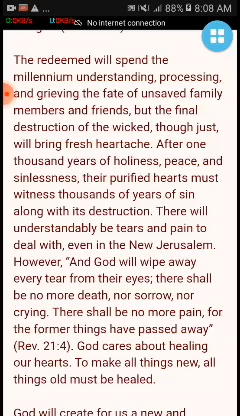 0:0KB/s U:0KB/s 88% 8:08 AM
No internet connection
The redeemed will spend the
millennium understanding, processing,
and grieving the fate of unsaved family
members and friends, but the final
destruction of the wicked, though just,
will bring fresh heartache. After one
thousand years of holiness, peace, and
sinlessness, their purified hearts must
witness thousands of years of sin
along with its destruction. There will
understandably be tears and pain to
deal with, even in the New Jerusalem.
However, “And God will wipe away
every tear from their eyes; there shall
be no more death, nor sorrow, nor
crying. There shall be no more pain, for
the former things have passed away”
(Rev. 21:4). God cares about healing
our hearts. To make all things new, all
things old must be healed.
God will create for us a new and